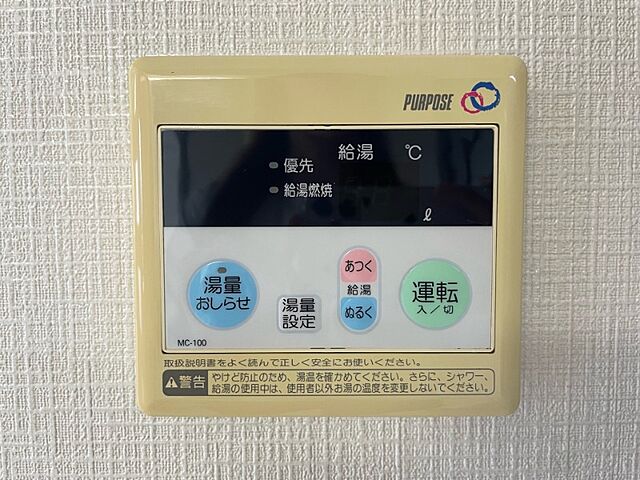 PURPOSE
給湯 ℃
優先
給湯燃焼
ℓ
湯量
おしらせ
湯量
設定
あつく
給湯
ぬるく
運転
入/切
MC-100
取扱説明書をよく読んで正しく安全にお使いください。
警告 やけど防止のため、湯温を確かめてください。さらに、シャワー、
給湯の使用中は、使用者以外お湯の温度を変更しないでください。